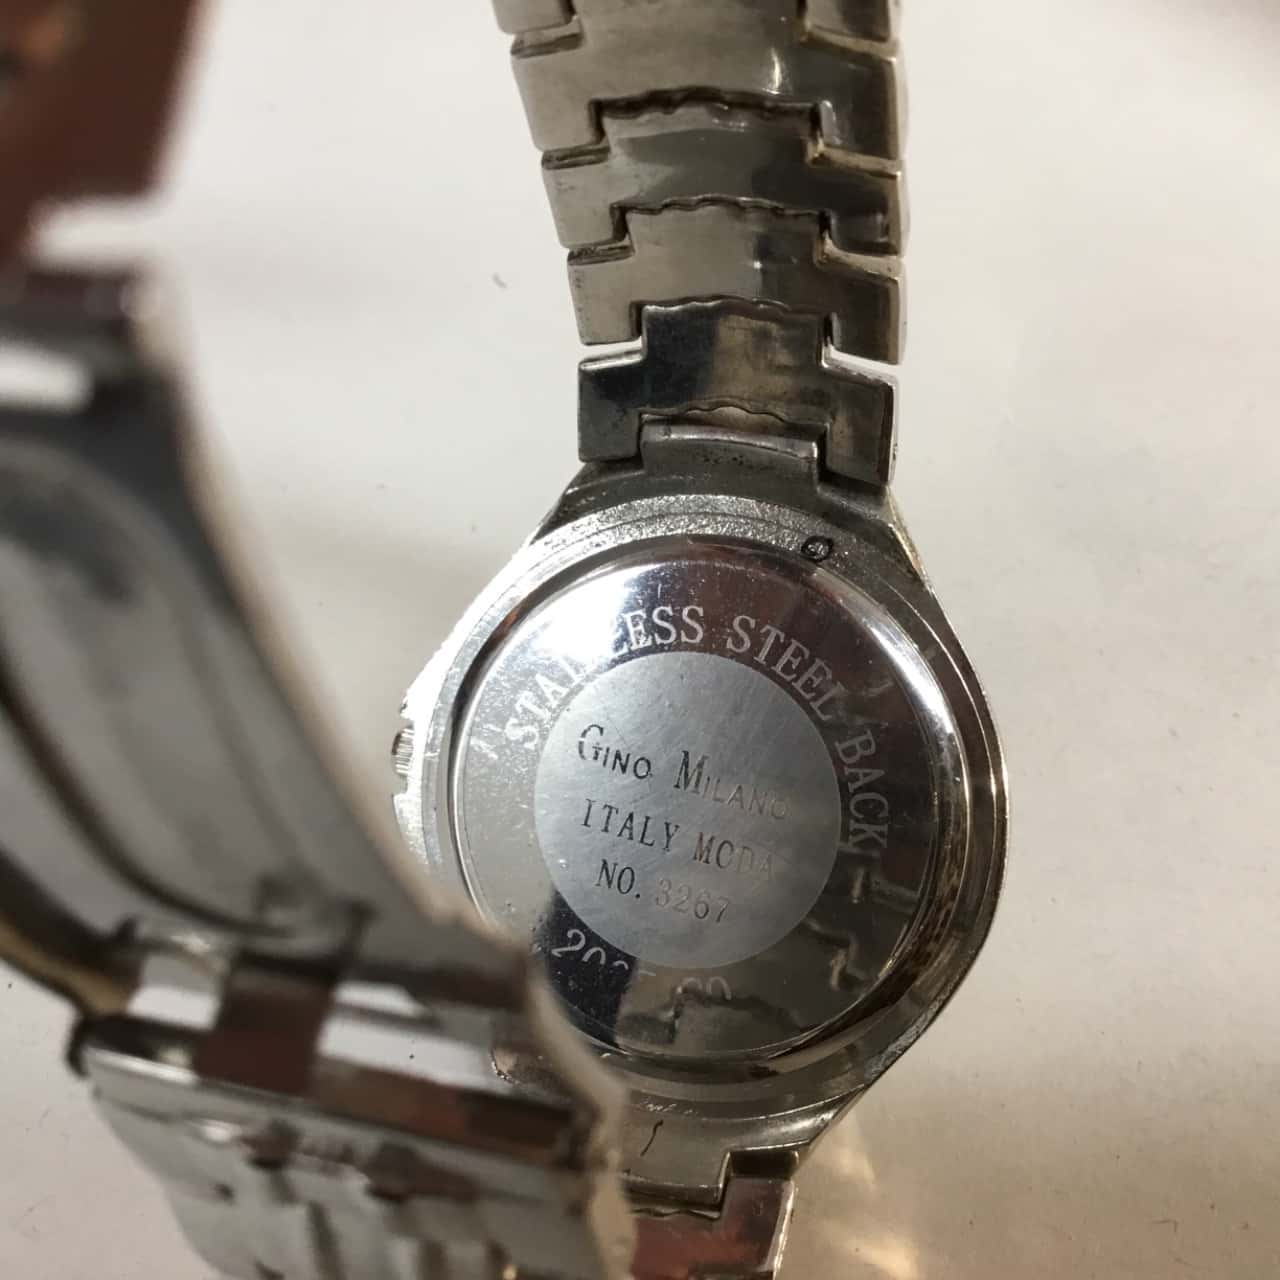 STAINLESS STEEL BACK
GINO MILANO
ITALY MODA
NO. 3267